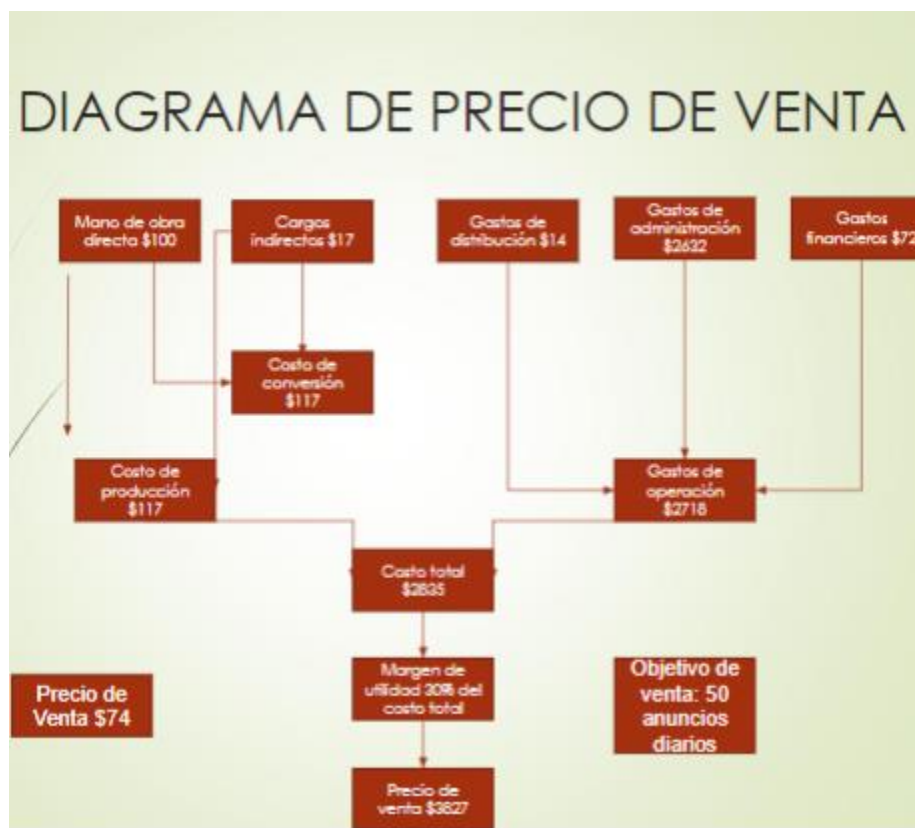 DIAGRAMA DE PRECIO DE VENTA
Mano de obra
directa $100
Cargos
indirectos $17
Gastos de
distribución $14
Gastos de
administración
$2632
Gastos
financieros $72
Costo de
conversión
$117
Costo de
producción
$117
Gastos de
operación
$2718
Costo total
$2835
Precio de
Venta $74
Margen de
utilidad 30% del
costo total
Objetivo de
venta: 50
anuncios
diarios
Precio de
venta $3827